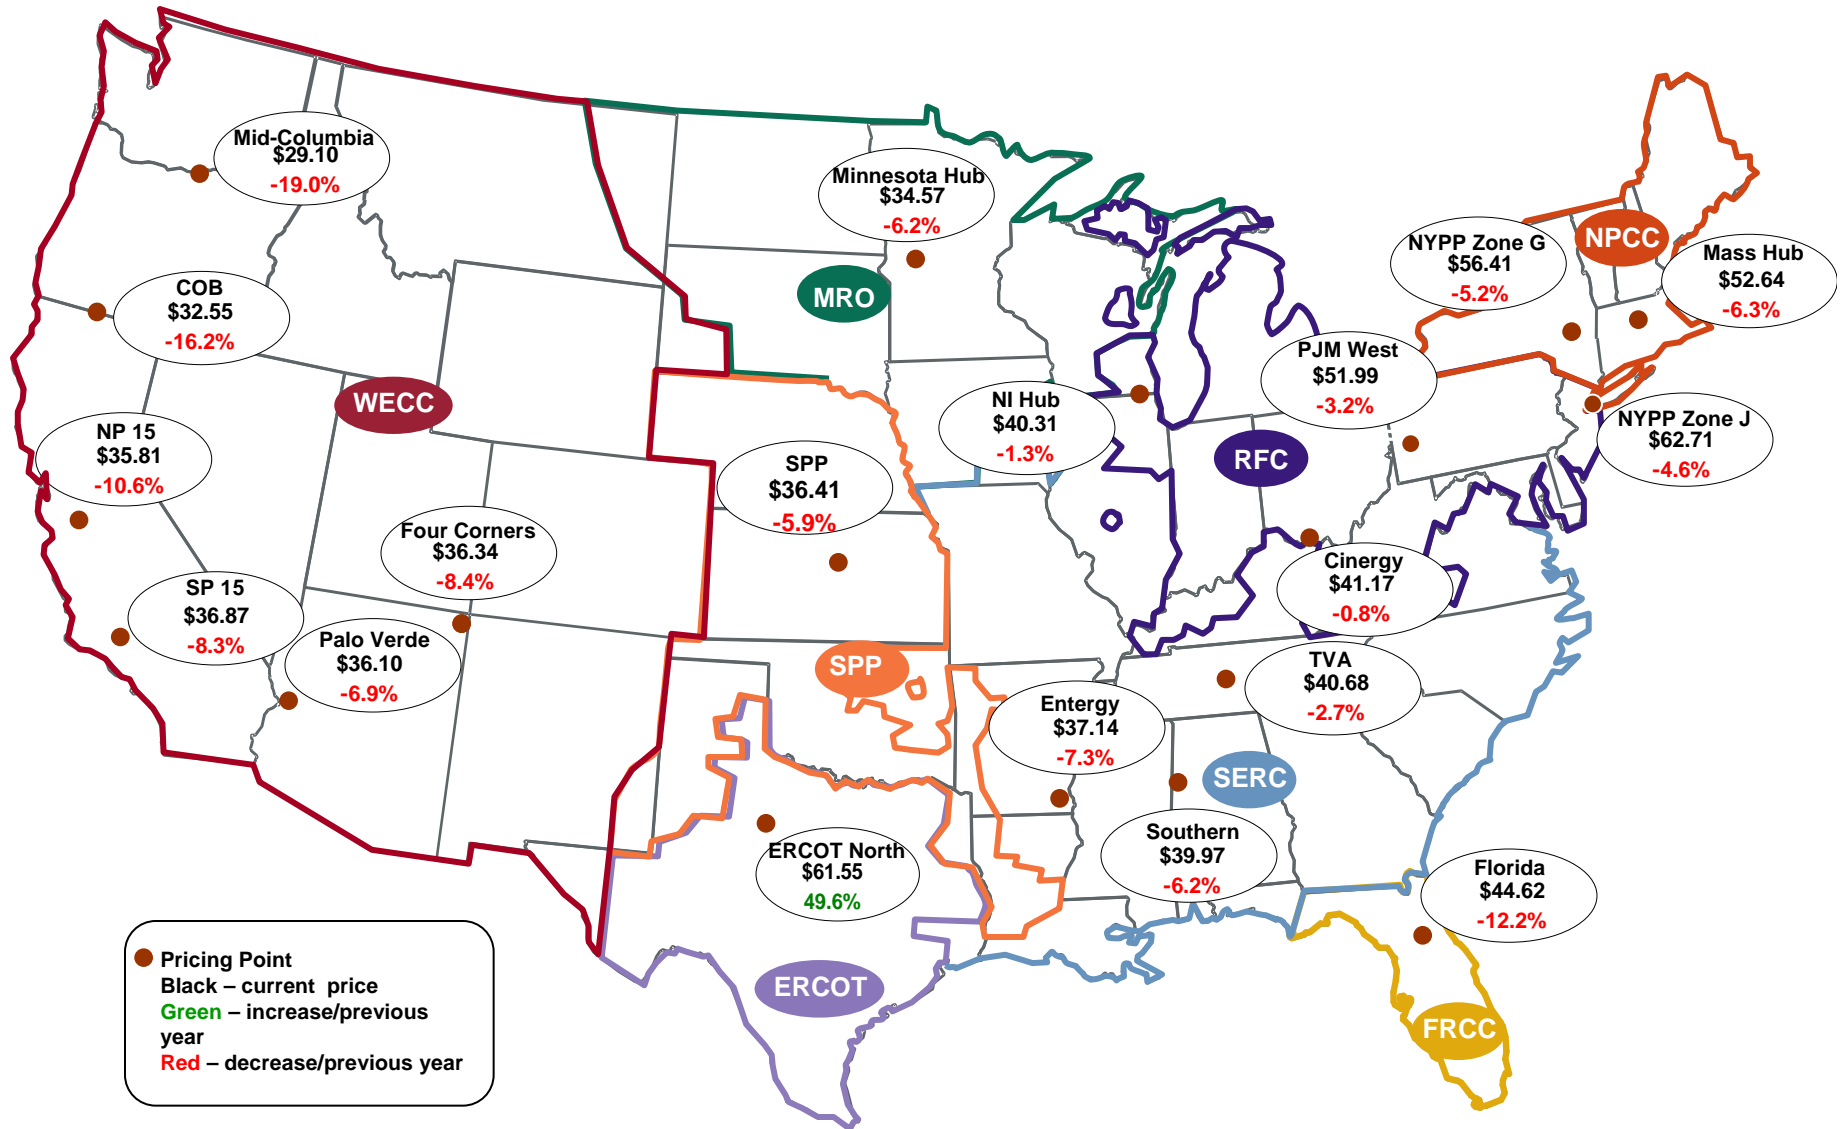 Mid-Columbia
$29.10
-19.0%
Minnesota Hub
$34.57
-6.2%
NYPP Zone G
$56.41
-5.2%
NPCC
Mass Hub
$52.64
-6.3%
COB
$32.55
-16.2%
MRO
PJM West
$51.99
-3.2%
WECC
NI Hub
$40.31
-1.3%
NYPP Zone J
$62.71
-4.6%
NP 15
$35.81
-10.6%
SPP
$36.41
-5.9%
RFC
Four Corners
$36.34
-8.4%
Cinergy
$41.17
-0.8%
SP 15
$36.87
-8.3%
Palo Verde
$36.10
-6.9%
SPP
TVA
$40.68
-2.7%
Entergy
$37.14
-7.3%
SERC
Southern
$39.97
-6.2%
ERCOT North
$61.55
49.6%
Florida
$44.62
-12.2%
ERCOT
FRCC
Pricing Point
Black – current price
Green – increase/previous
year
Red – decrease/previous year